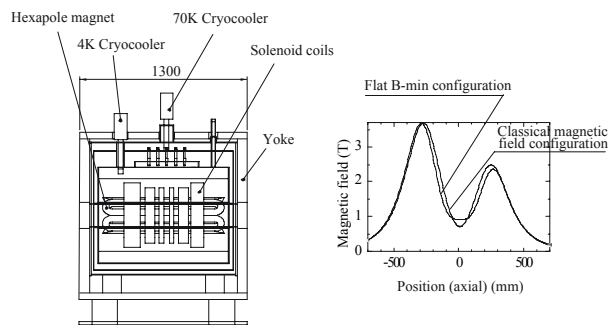 Hexapole magnet
70K Cryocooler
4K Cryocooler
Solenoid coils
1300
Yoke
Flat B-min configuration
Classical magnetic
field configuration
Magnetic field (T)
3
2
1
0
-500
0
500
Position (axial) (mm)